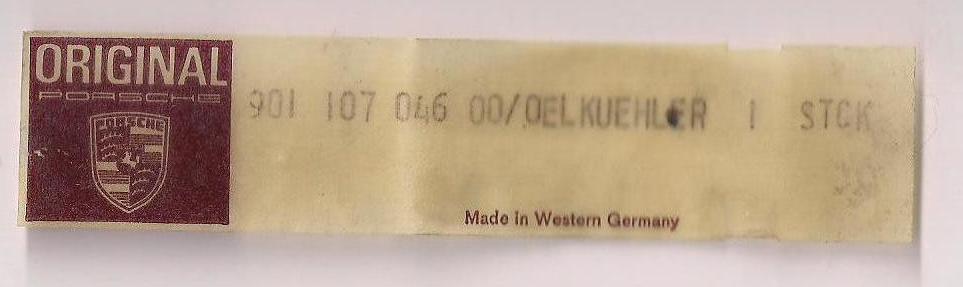 ORIGINAL
PORSCHE
PORSCHE
901 107 046 00/OELKUEHLER 1 STCK
Made in Western Germany